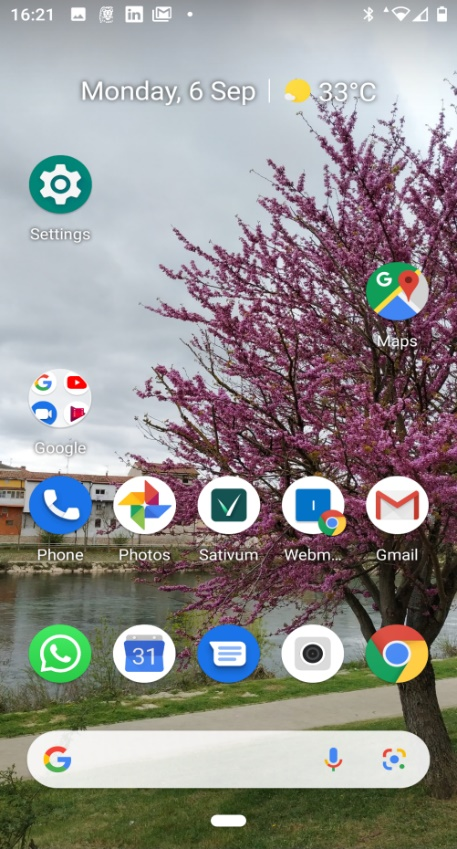 16:21
Monday, 6 Sep 33°C
Settings
Maps
Google
Phone Photos Sativum Webm... Gmail
31